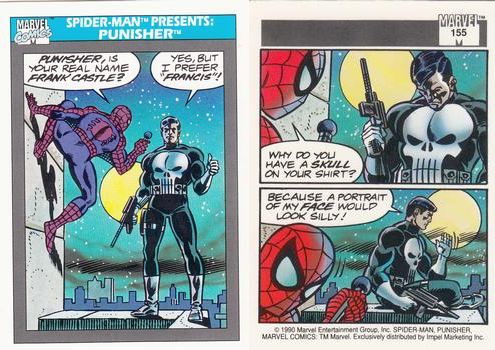 MARVEL
COMICS
SPIDER-MAN™ PRESENTS:
PUNISHER™
PUNISHER, IS
YOUR REAL NAME
FRANK CASTLE?
YES, BUT
I PREFER
"FRANCIS"!
MARVEL
155
WHY DO YOU
HAVE A SKULL
ON YOUR SHIRT?
BECAUSE A PORTRAIT
OF MY FACE WOULD
LOOK SILLY!
© 1990 Marvel Entertainment Group, Inc. SPIDER-MAN, PUNISHER,
MARVEL COMICS: TM Marvel. Exclusively distributed by Impel Marketing Inc.